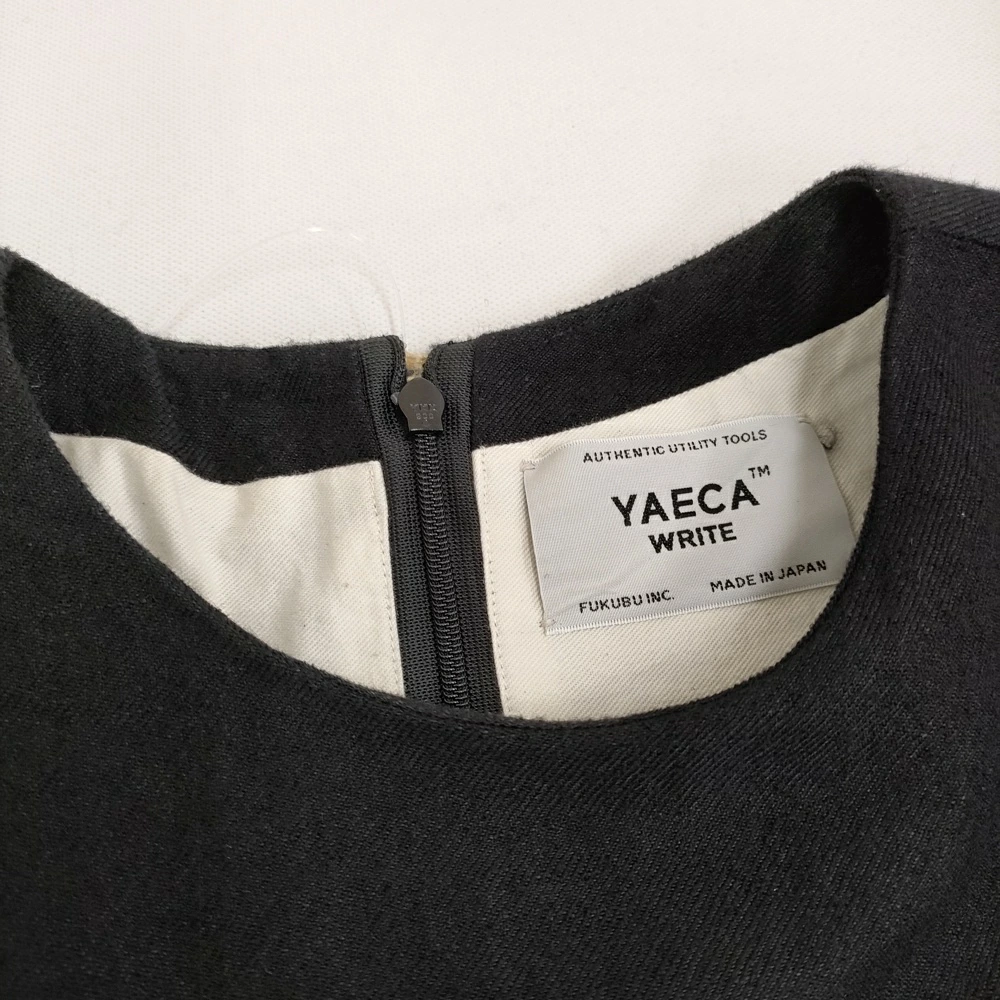 AUTHENTIC UTILITY TOOLS
YAECA™
WRITE
FUKUBU INC. MADE IN JAPAN